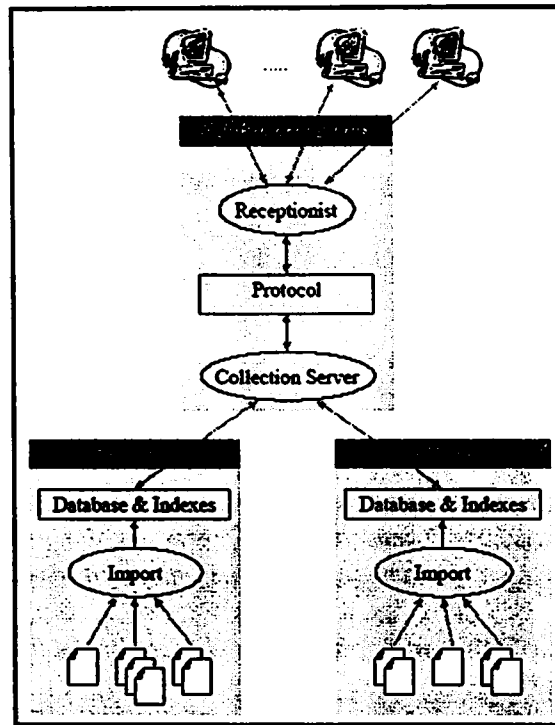 .....
Receptionist
Protocol
Collection Server
Database & Indexes
Database & Indexes
Import
Import